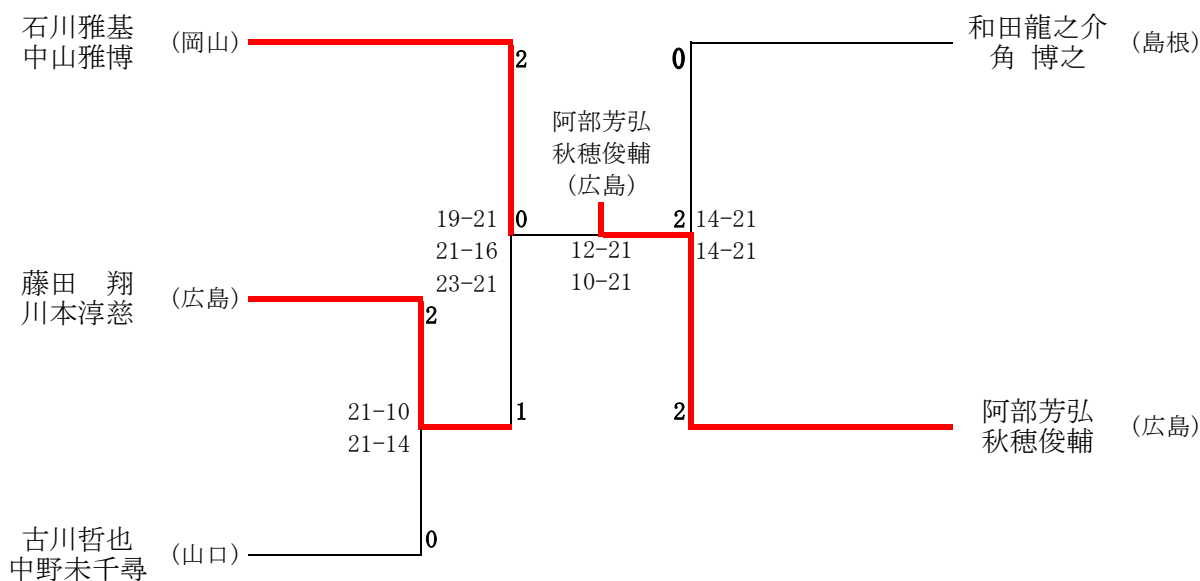 石川雅基
中山雅博
(岡山)
2
0
和田龍之介
角 博之
(島根)
阿部芳弘
秋穂俊輔
(広島)
19-21
21-16
23-21
0
12-21
10-21
2
14-21
14-21
藤田　翔
川本淳慈
(広島)
2
21-10
21-14
1
2
阿部芳弘
秋穂俊輔
(広島)
古川哲也
中野未千尋
(山口)
0